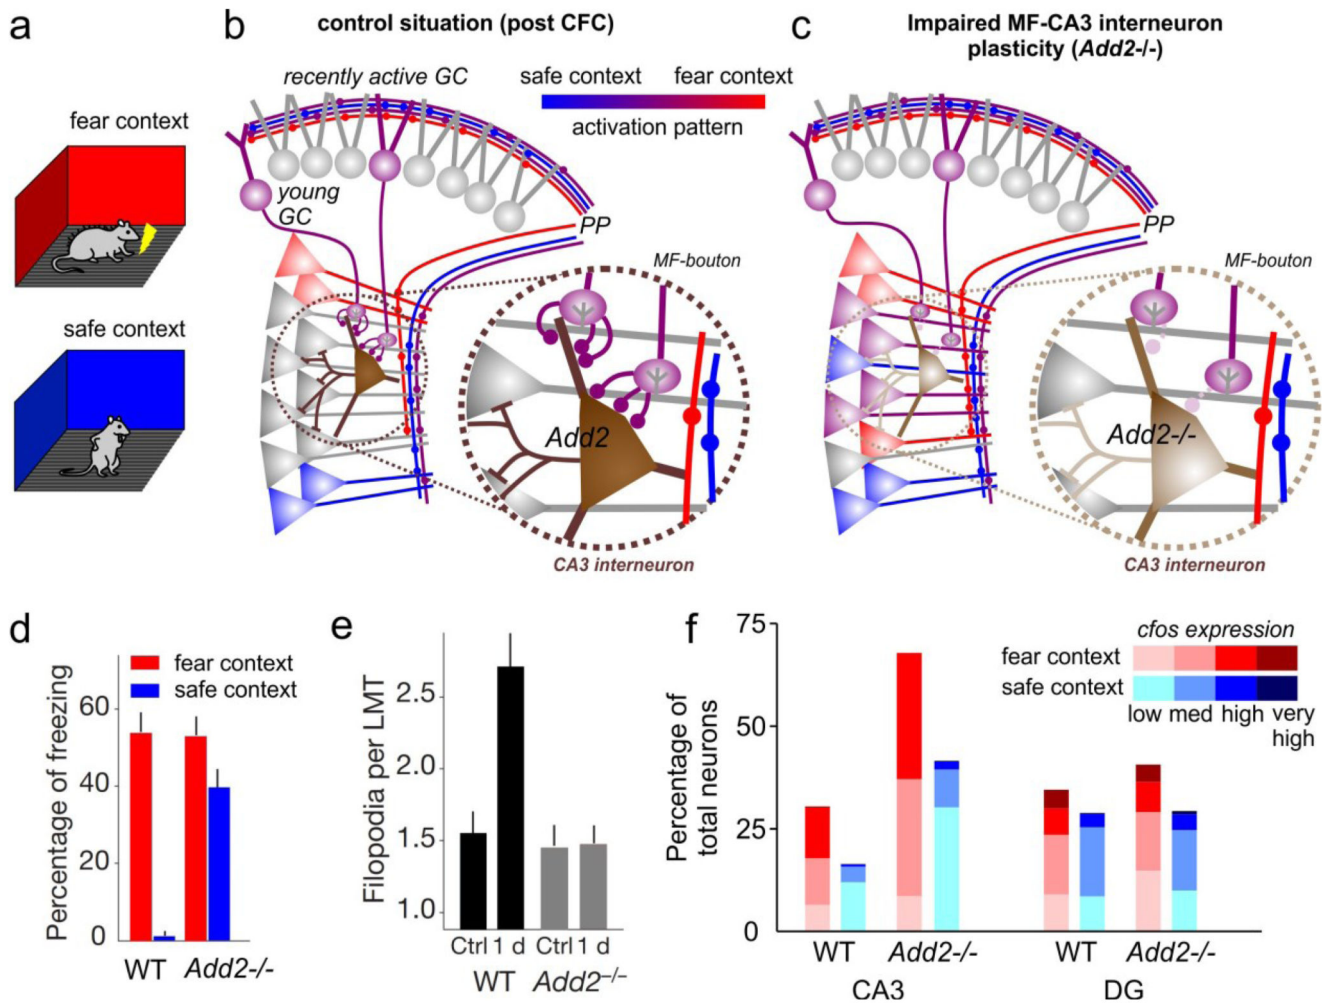 a
fear context
safe context
b
control situation (post CFC)
recently active GC
safe context fear context
activation pattern
young
GC
PP
MF-bouton
Add2
CA3 interneuron
c
Impaired MF-CA3 interneuron
plasticity (Add2-/-)
PP
MF-bouton
Add2-/-
CA3 interneuron
d
Percentage of freezing
fear context
safe context
60
40
20
0
WT Add2-/-
e
Filopodia per LMT
2.5
2.0
1.5
1.0
Ctrl 1 d Ctrl 1 d
WT Add2–/–
f
Percentage of
total neurons
75
50
25
0
cfos expression
fear context
safe context
low med high very
high
WT Add2-/- WT Add2-/-
CA3 DG